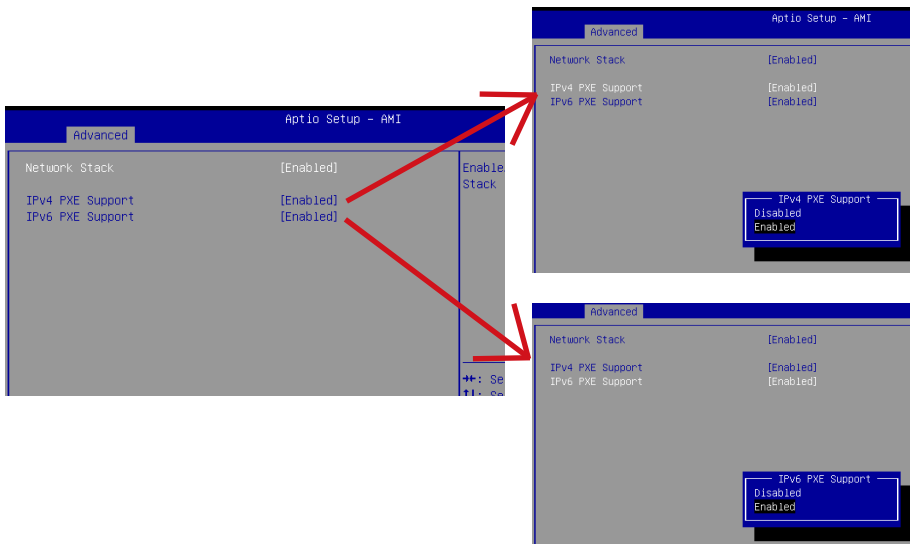 Aptio Setup – AMI
Advanced
Network Stack [Enabled]
IPv4 PXE Support [Enabled]
IPv6 PXE Support [Enabled]
Enable
Stack
→←: Se
↑↓: Se
Aptio Setup – AMI
Advanced
Network Stack [Enabled]
IPv4 PXE Support [Enabled]
IPv6 PXE Support [Enabled]
IPv4 PXE Support
Disabled
Enabled
Advanced
Network Stack [Enabled]
IPv4 PXE Support [Enabled]
IPv6 PXE Support [Enabled]
IPv6 PXE Support
Disabled
Enabled